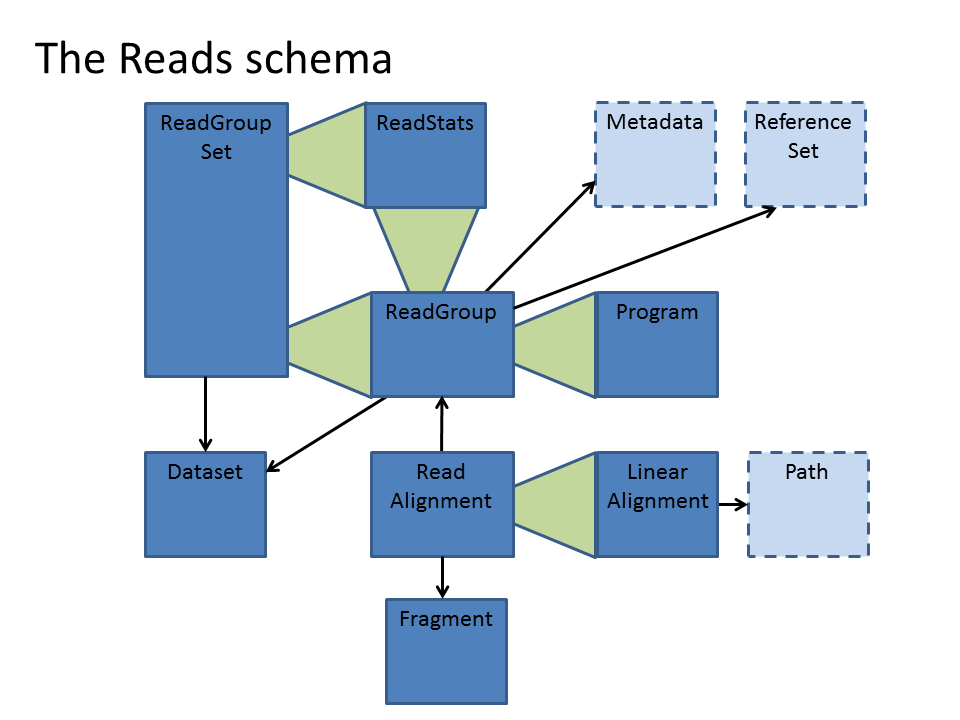 The Reads schema
ReadGroup
Set
ReadStats
Metadata
Reference
Set
ReadGroup
Program
Dataset
Read
Alignment
Linear
Alignment
Path
Fragment